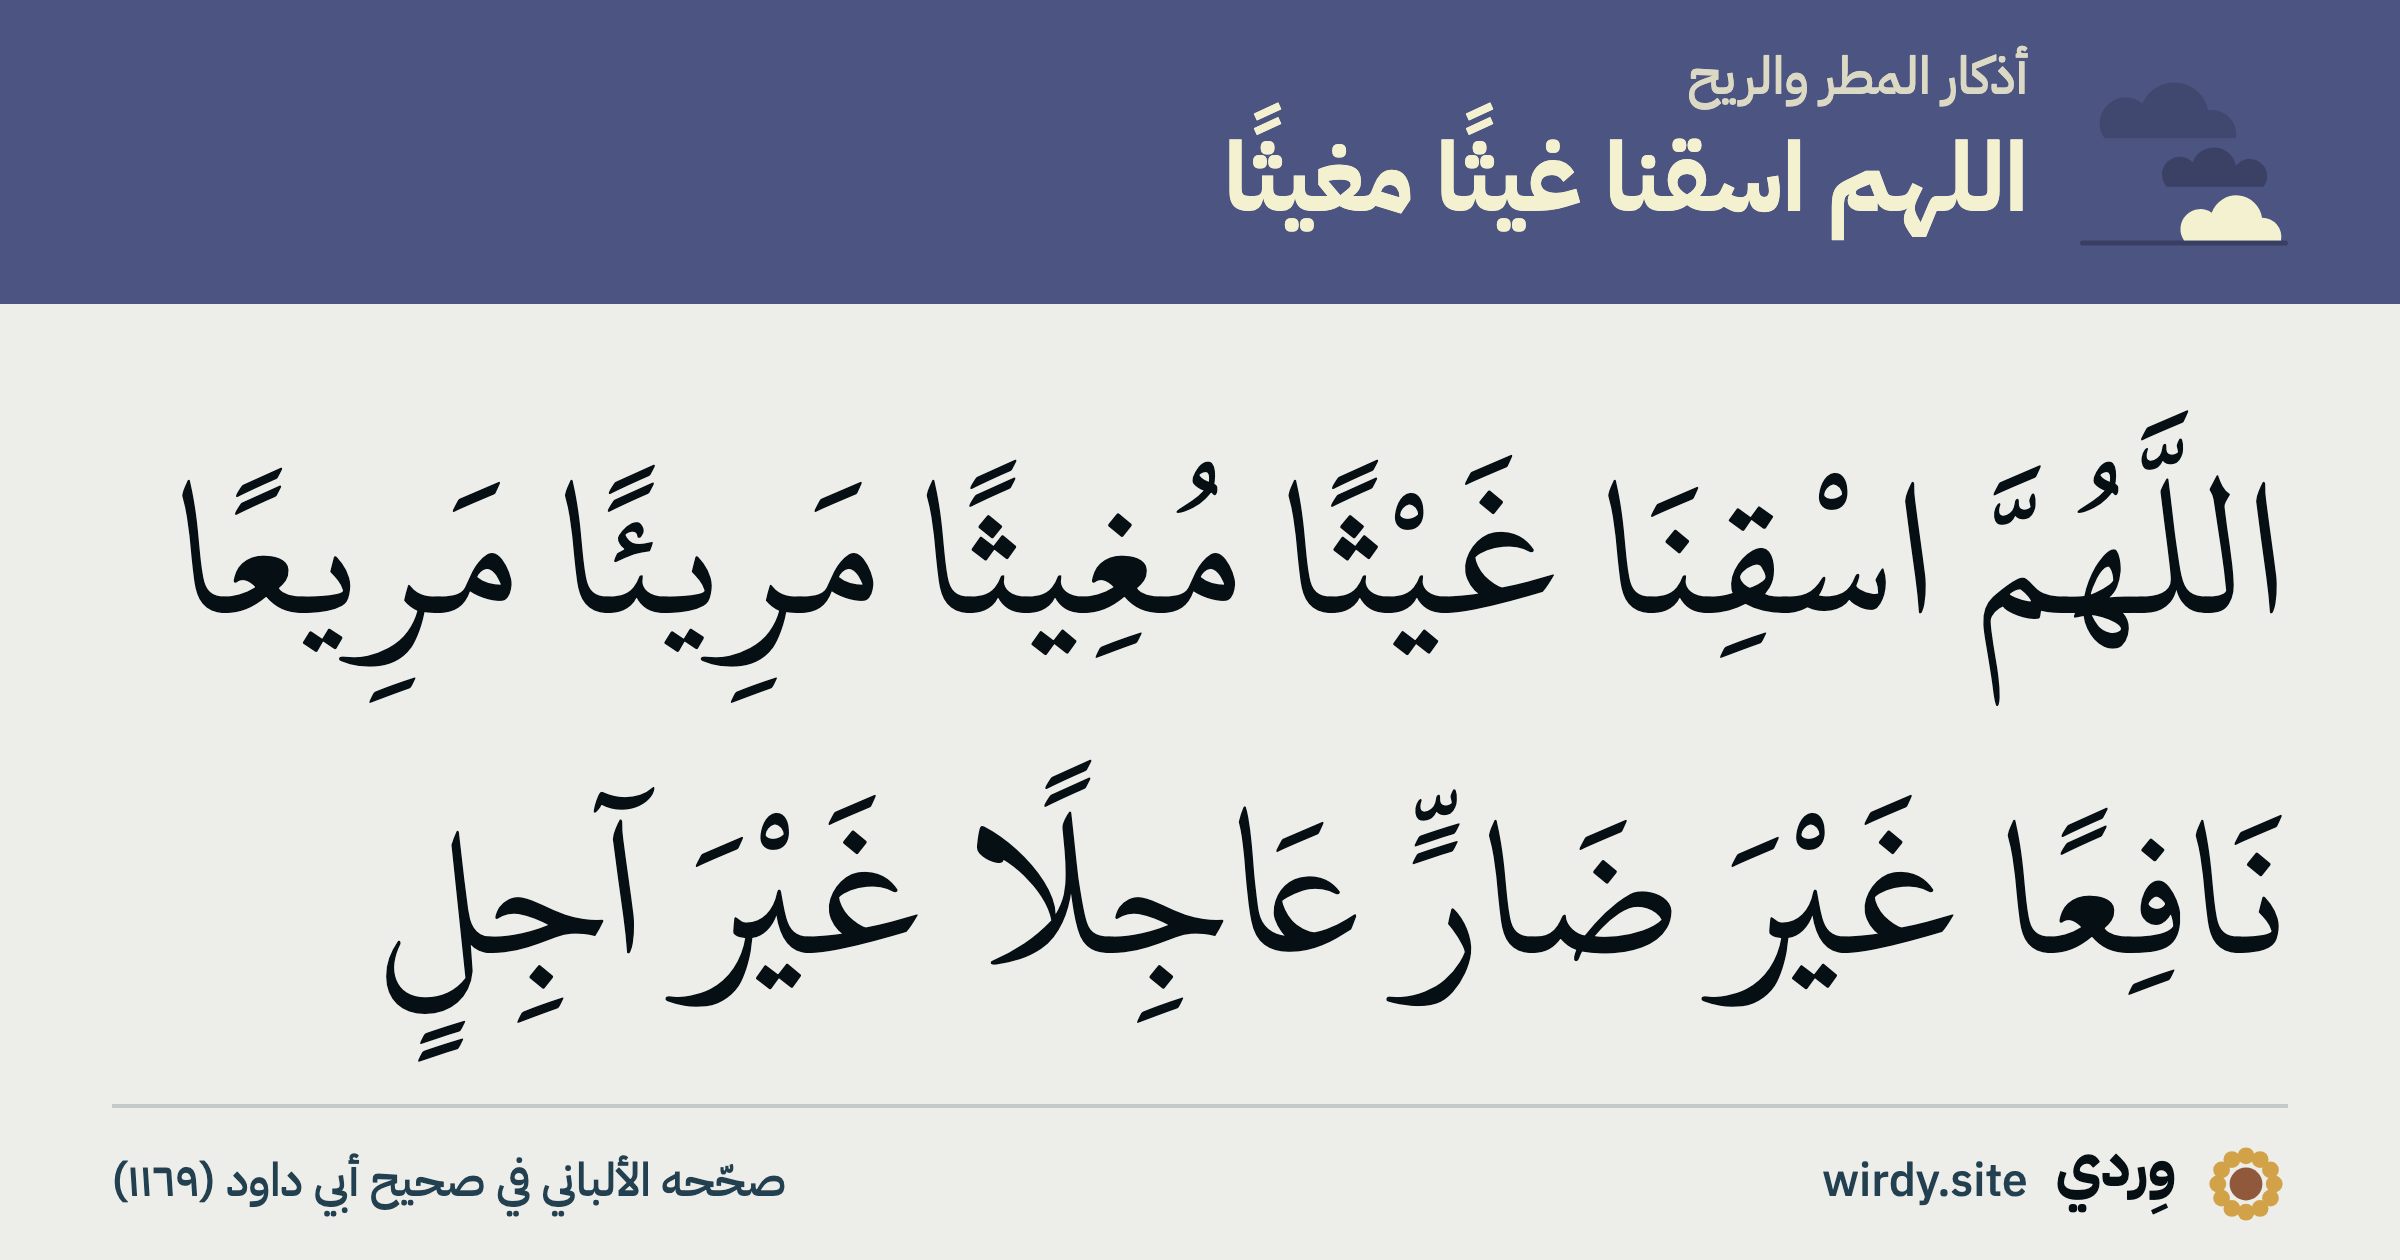 أذكار المطر والريح
اللهم اسقنا غيثًا مغيثًا
اللَّهُمَّ اسْقِنَا غَيْثًا مُغِيثًا مَرِيئًا مَرِيعًا
نَافِعًا غَيْرَ ضَارٍّ عَاجِلًا غَيْرَ آجِلٍ
وِردي wirdy.site
صحّحه الألباني في صحيح أبي داود (١١٦٩)